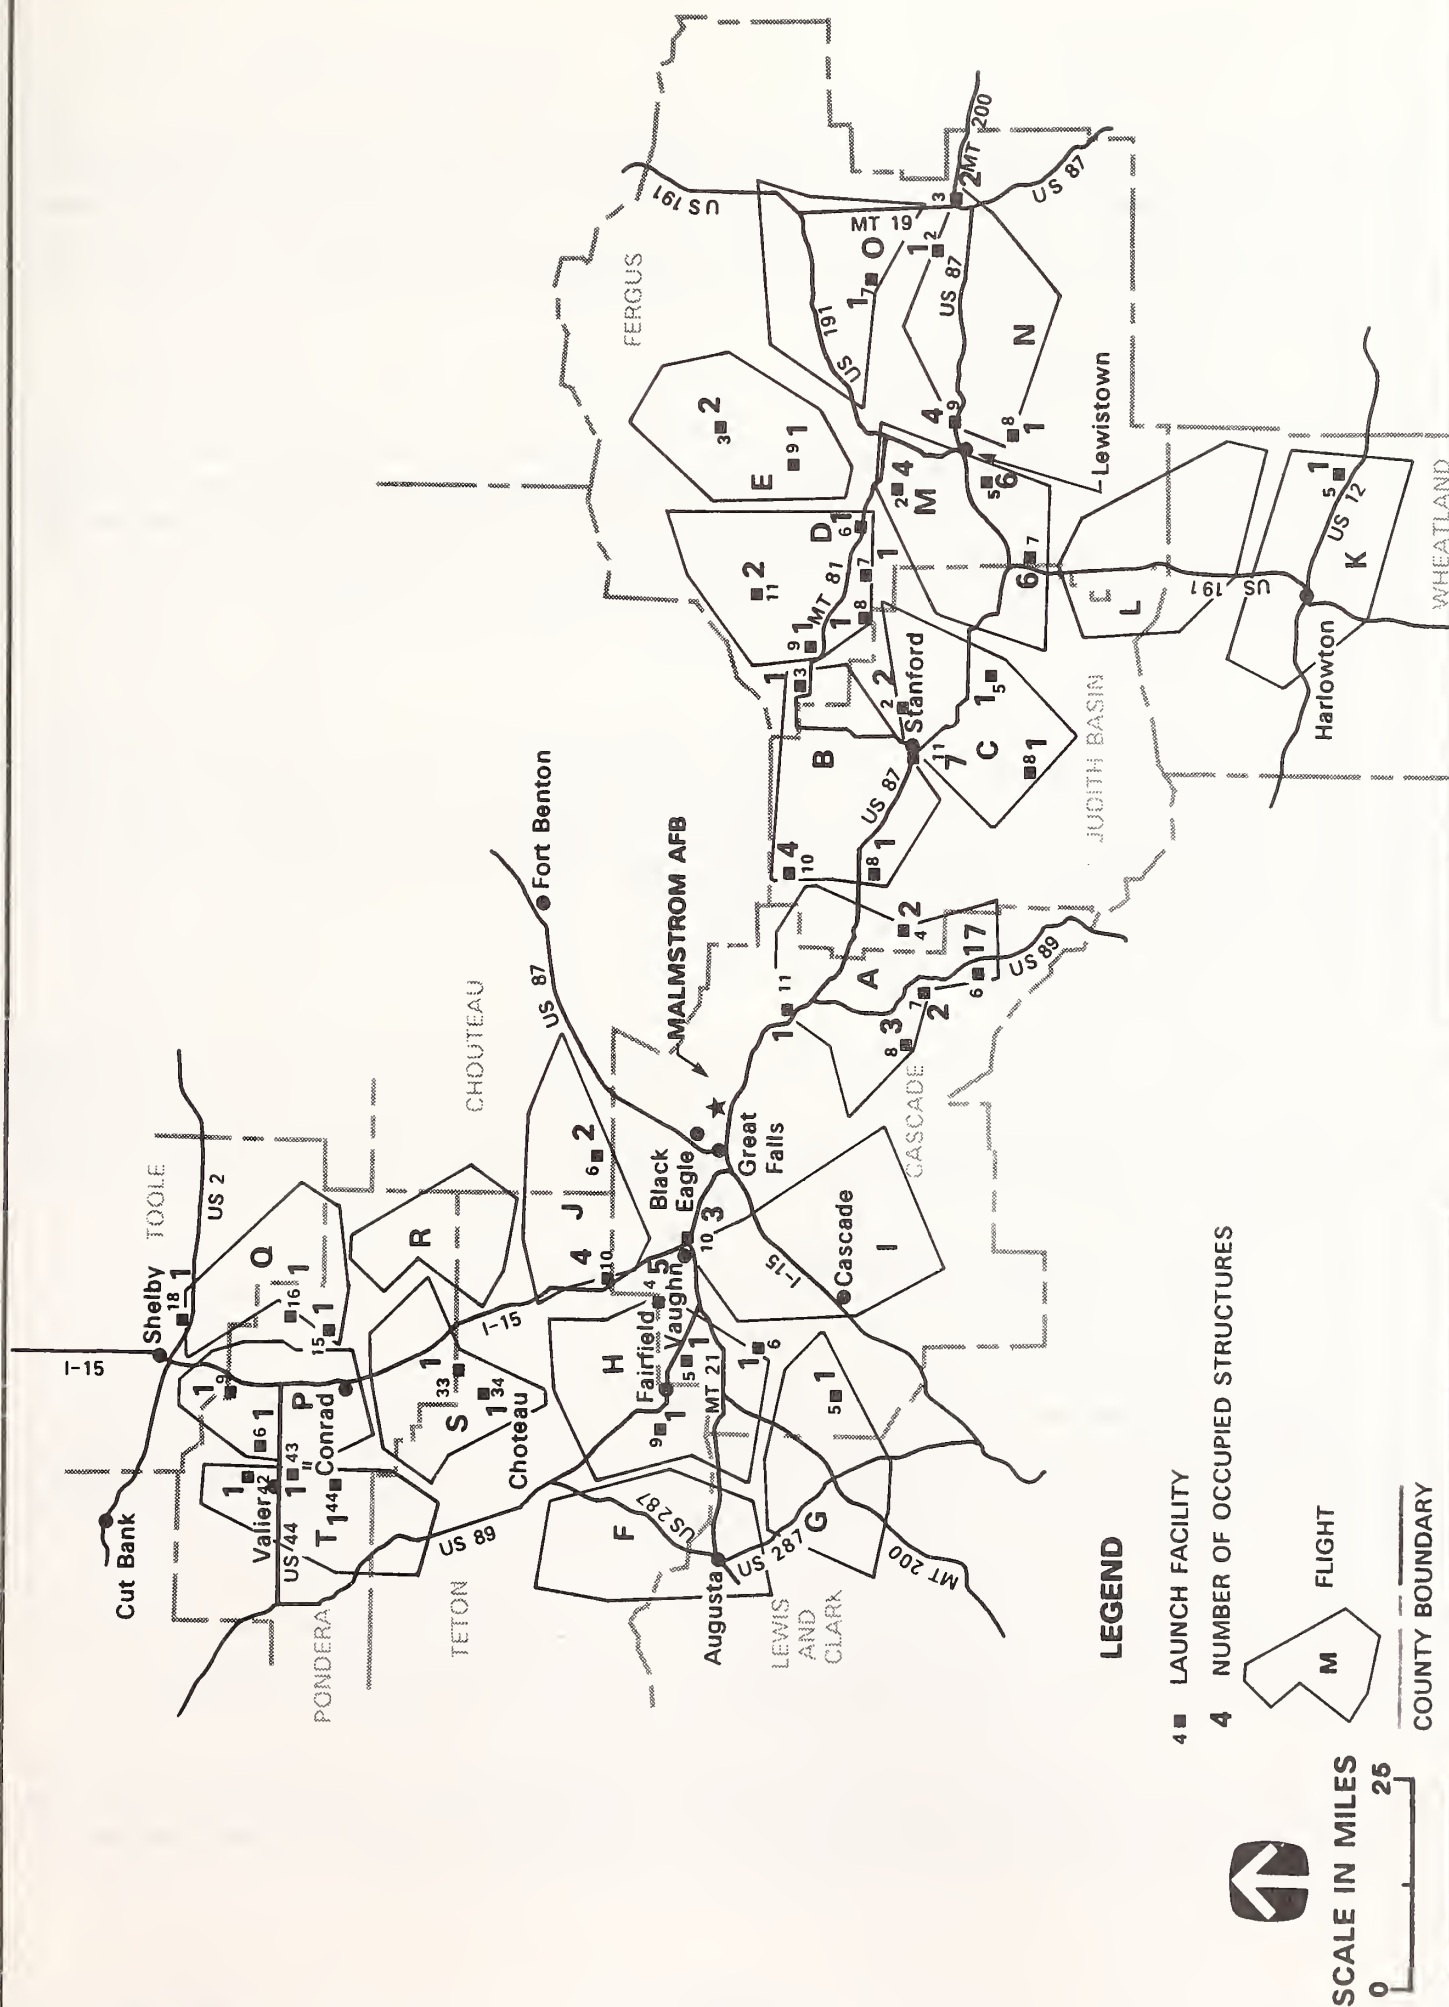 Cut Bank
Shelby
I-15
TOOLE
US 2
18 1
Q
16 1
15 1
1 9
6 1
P
Conrad
1
Valier 42
1 43
US 44
T 1 44
PONDERA
TETON
US 89
Choteau
S
1 33
1 34
R
I-15
CHOUTEAU
US 87
Fort Benton
J
6 2
4 10
H
Fairfield
4 5
Vaughn
5 1
9 1
MT 21
1 6
F
US 287
Augusta
US 287
G
5 1
MT 200
LEWIS
AND
CLARK
Black
Eagle
10 3
Great
Falls
MALMSTROM AFB
I-15
Cascade
I
CASCADE
1 11
A
8 3
7 2
6 17
4 2
US 89
B
4 10
8 1
1 3
US 87
2 2
Stanford
11 7
C
1 5
8 1
JUDITH BASIN
D
11 2
9 1
MT 81
1 8
7 1
6 1
E
3 2
9 1
FERGUS
US 191
US 191
O
1 7
MT 19
1 2
3 2
MT 200
US 87
US 87
N
4 9
8 1
Lewistown
M
2 4
5 6
6 7
L
US 191
K
5 1
US 12
Harlowton
WHEATLAND
LEGEND
4 LAUNCH FACILITY
4 NUMBER OF OCCUPIED STRUCTURES
M FLIGHT
COUNTY BOUNDARY
SCALE IN MILES
0 25